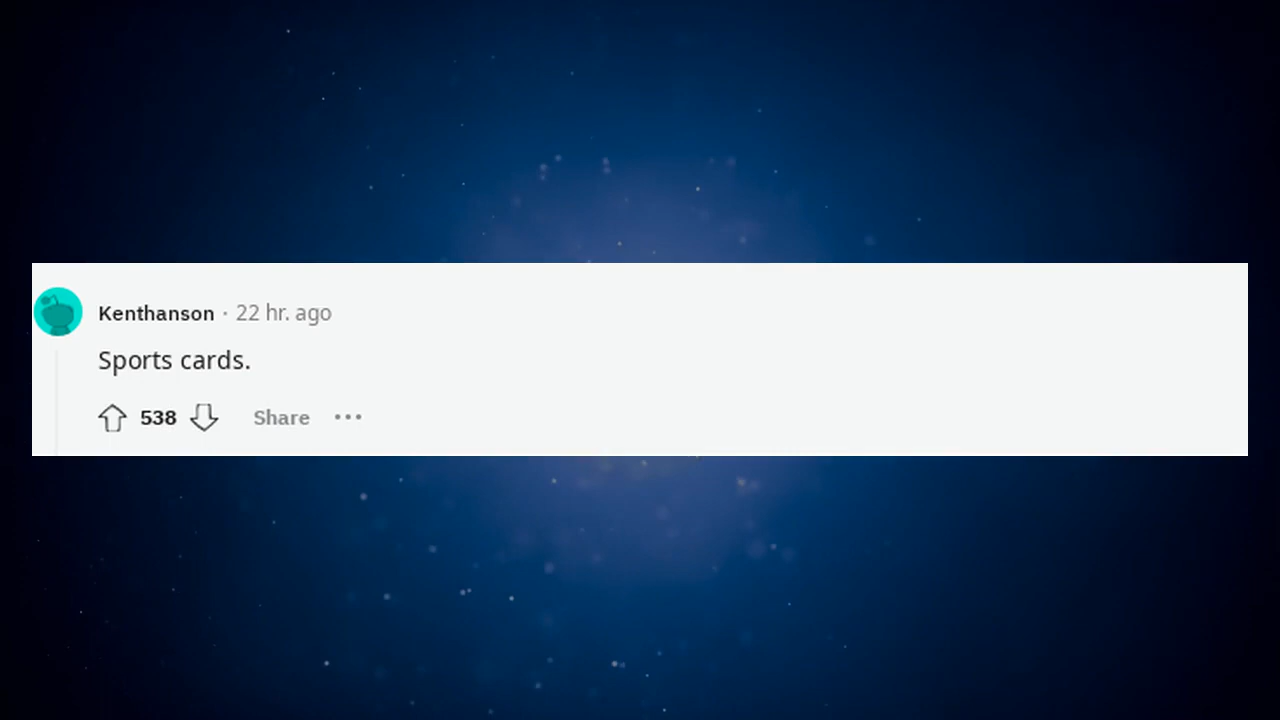 Kenthanson · 22 hr. ago
Sports cards.
538 Share •••